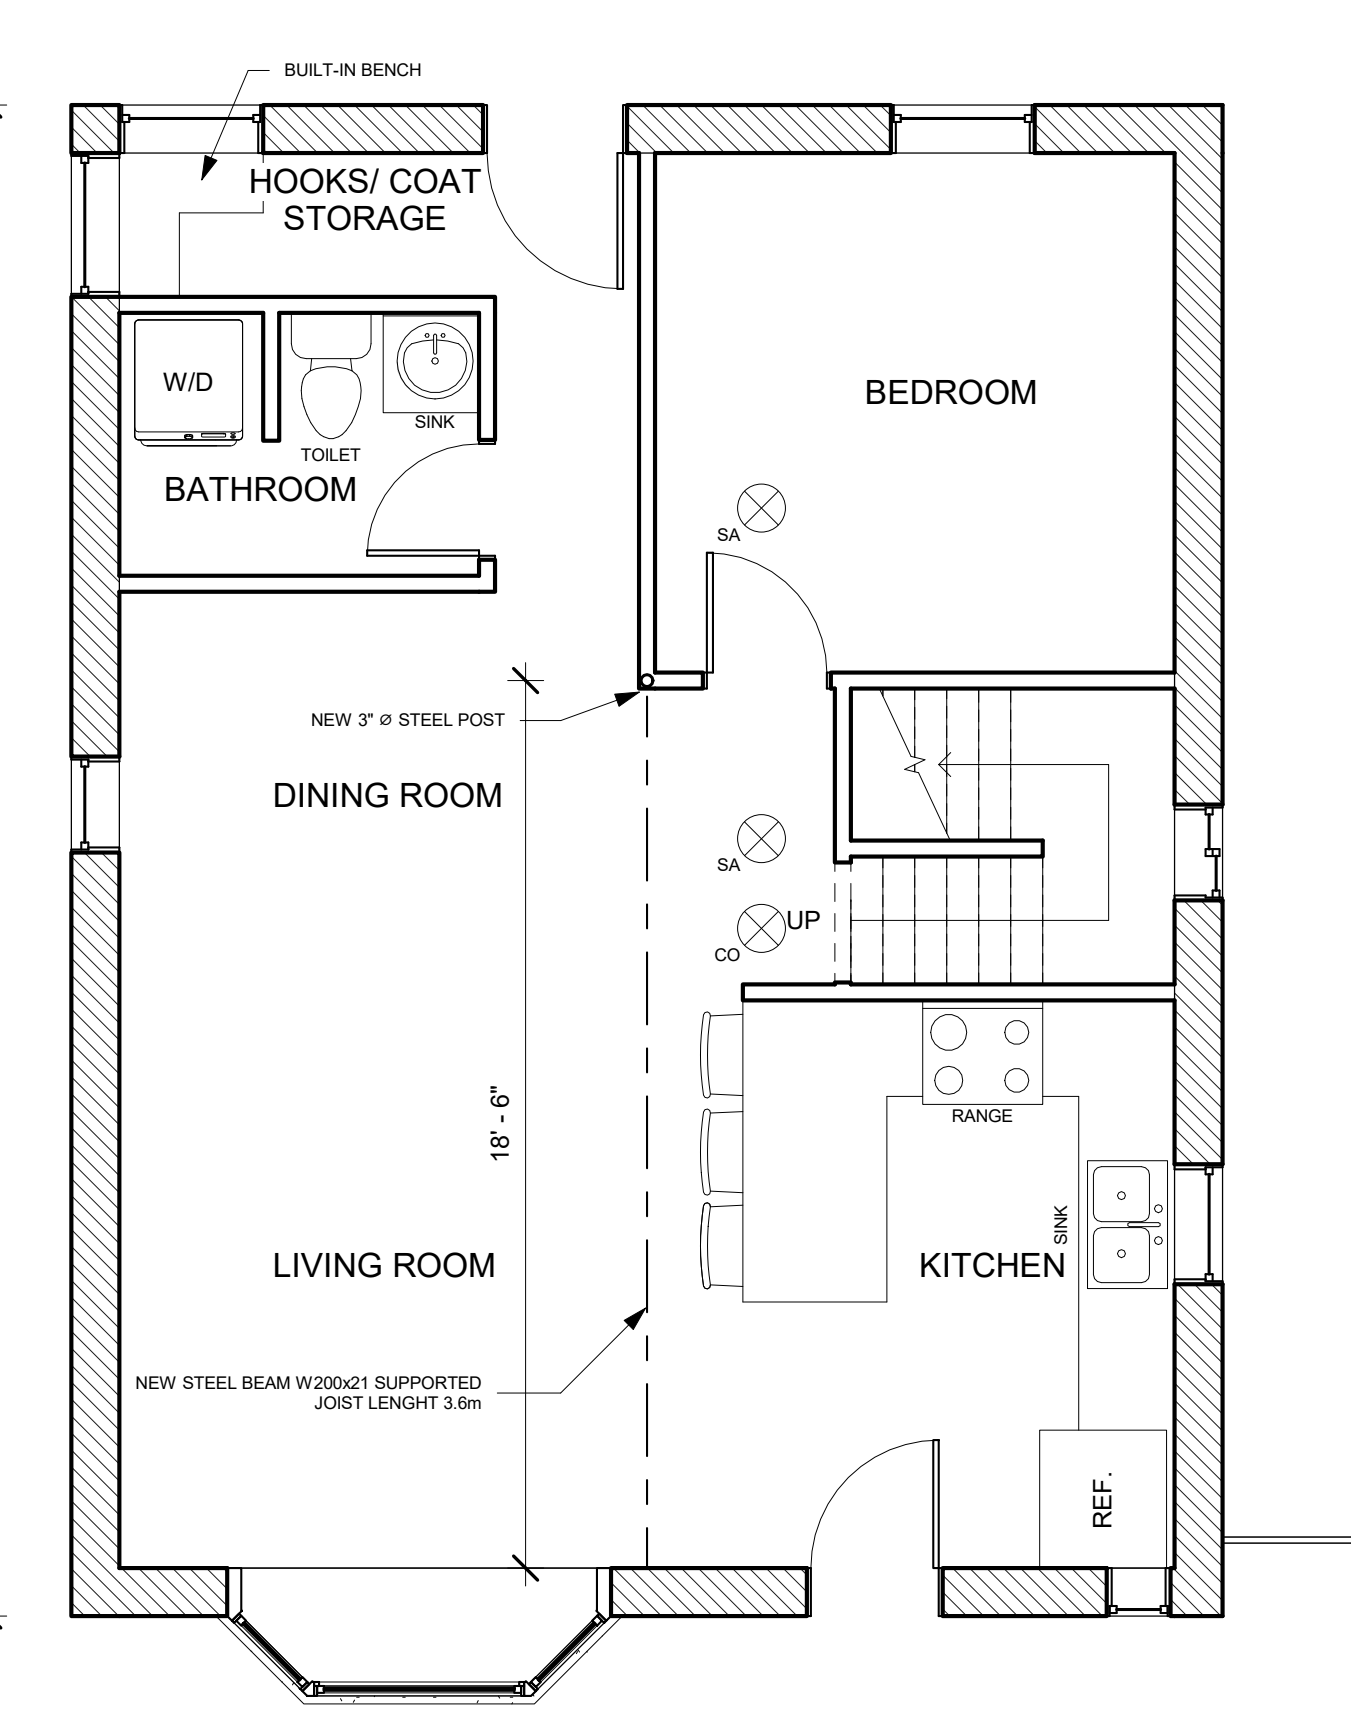 BUILT-IN BENCH
HOOKS/ COAT
STORAGE
W/D
SINK
TOILET
BATHROOM
BEDROOM
SA
NEW 3" ⌀ STEEL POST
DINING ROOM
SA
UP
CO
18' - 6"
RANGE
SINK
LIVING ROOM
KITCHEN
NEW STEEL BEAM W200x21 SUPPORTED
JOIST LENGHT 3.6m
REF.